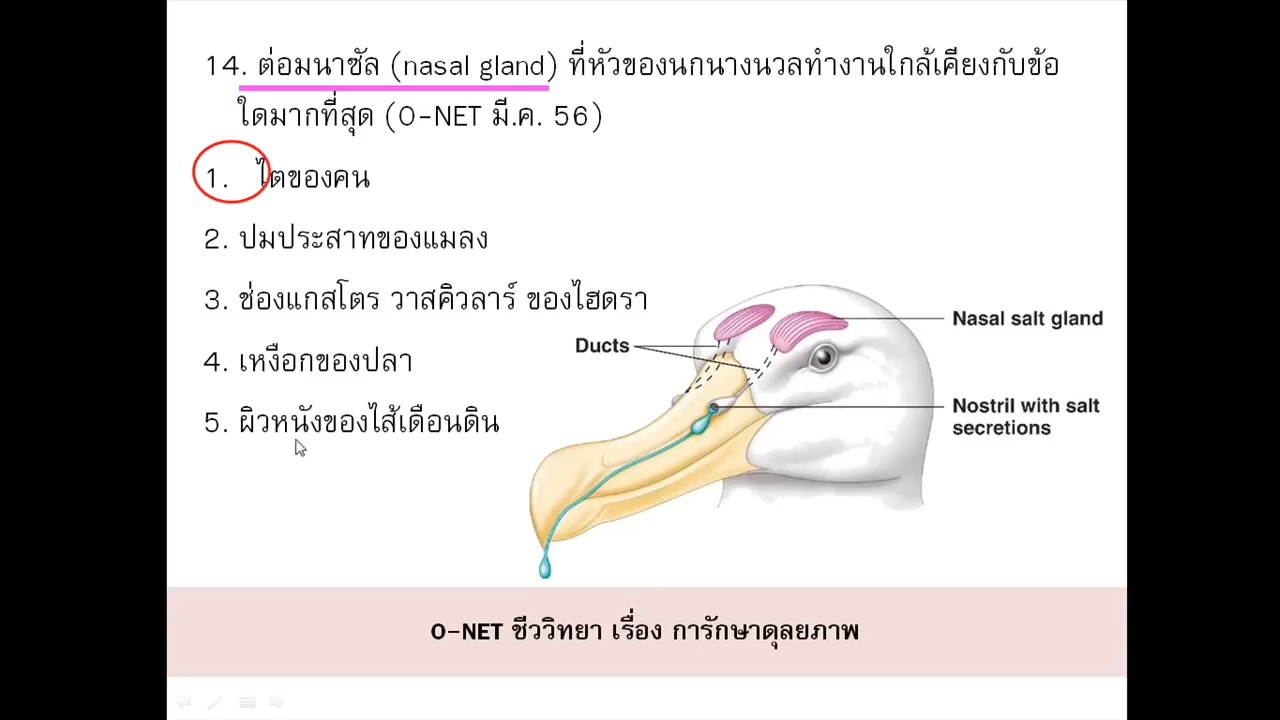 14. ต่อมนาซัล (nasal gland) ที่หัวของนกนางนวลทำงานใกล้เคียงกับข้อ
ใดมากที่สุด (O-NET มี.ค. 56)
1. ไตของคน
2. ปมประสาทของแมลง
3. ช่องแกสโตร วาสคิวลาร์ ของไฮดรา
4. เหงือกของปลา
5. ผิวหนังของไส้เดือนดิน
Nasal salt gland
Ducts
Nostril with salt
secretions
O-NET ชีววิทยา เรื่อง การักษาดุลยภาพ